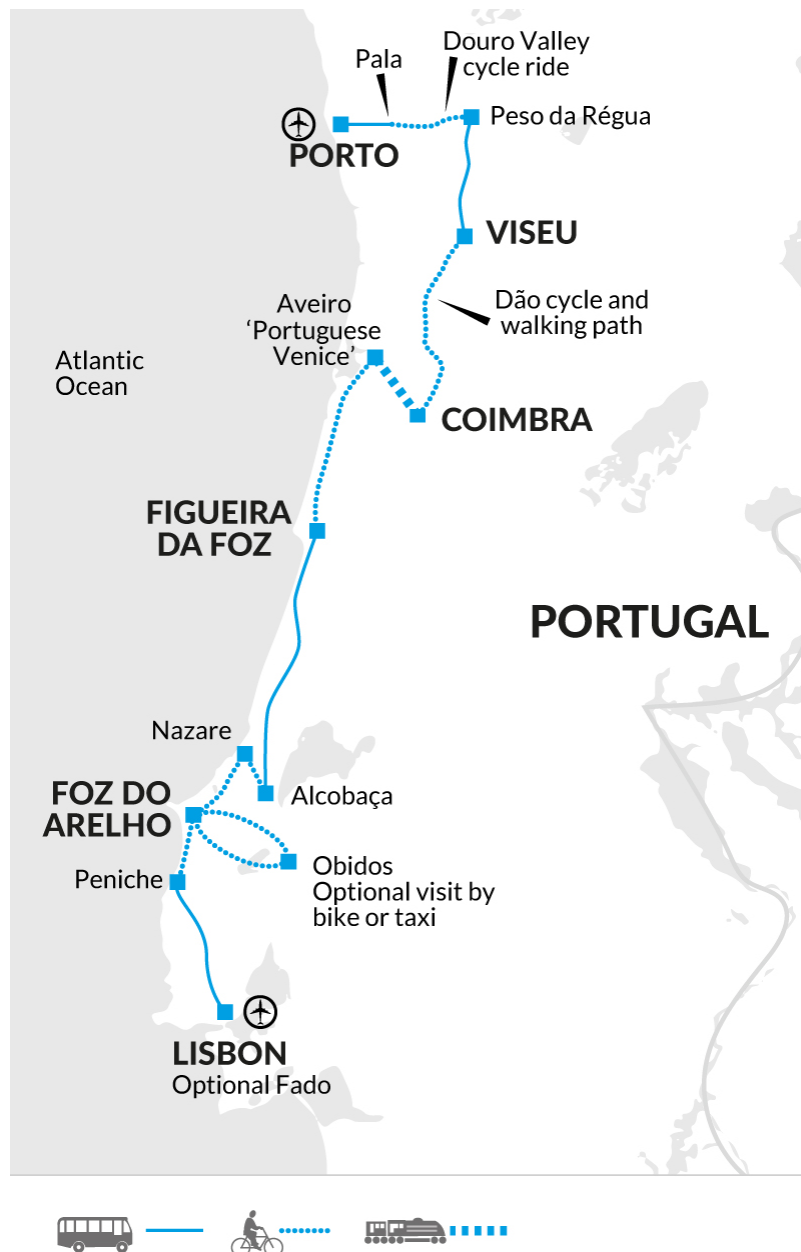 Douro Valley
cycle ride
Pala
Peso da Régua
PORTO
VISEU
Dão cycle and
walking path
Aveiro
‘Portuguese
Venice’
Atlantic
Ocean
COIMBRA
FIGUEIRA
DA FOZ
PORTUGAL
Nazare
FOZ DO
ARELHO
Alcobaça
Obidos
Optional visit by
bike or taxi
Peniche
LISBON
Optional Fado